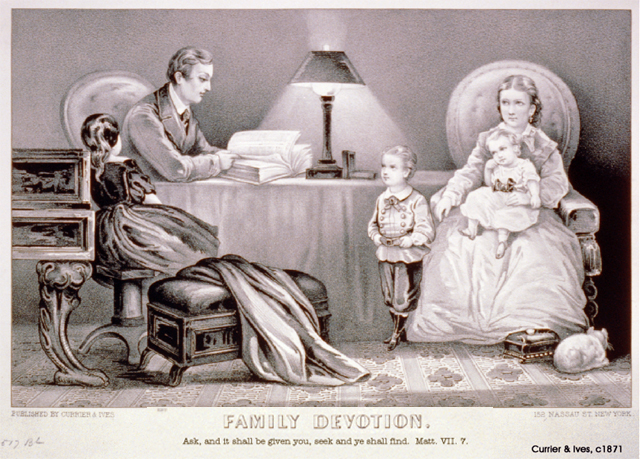 PUBLISHED BY CURRIER & IVES
152 NASSAU ST. NEW YORK.
FAMILY DEVOTION.
Ask, and it shall be given you, seek and ye shall find. Matt. VII. 7.
Currier & Ives, c1871